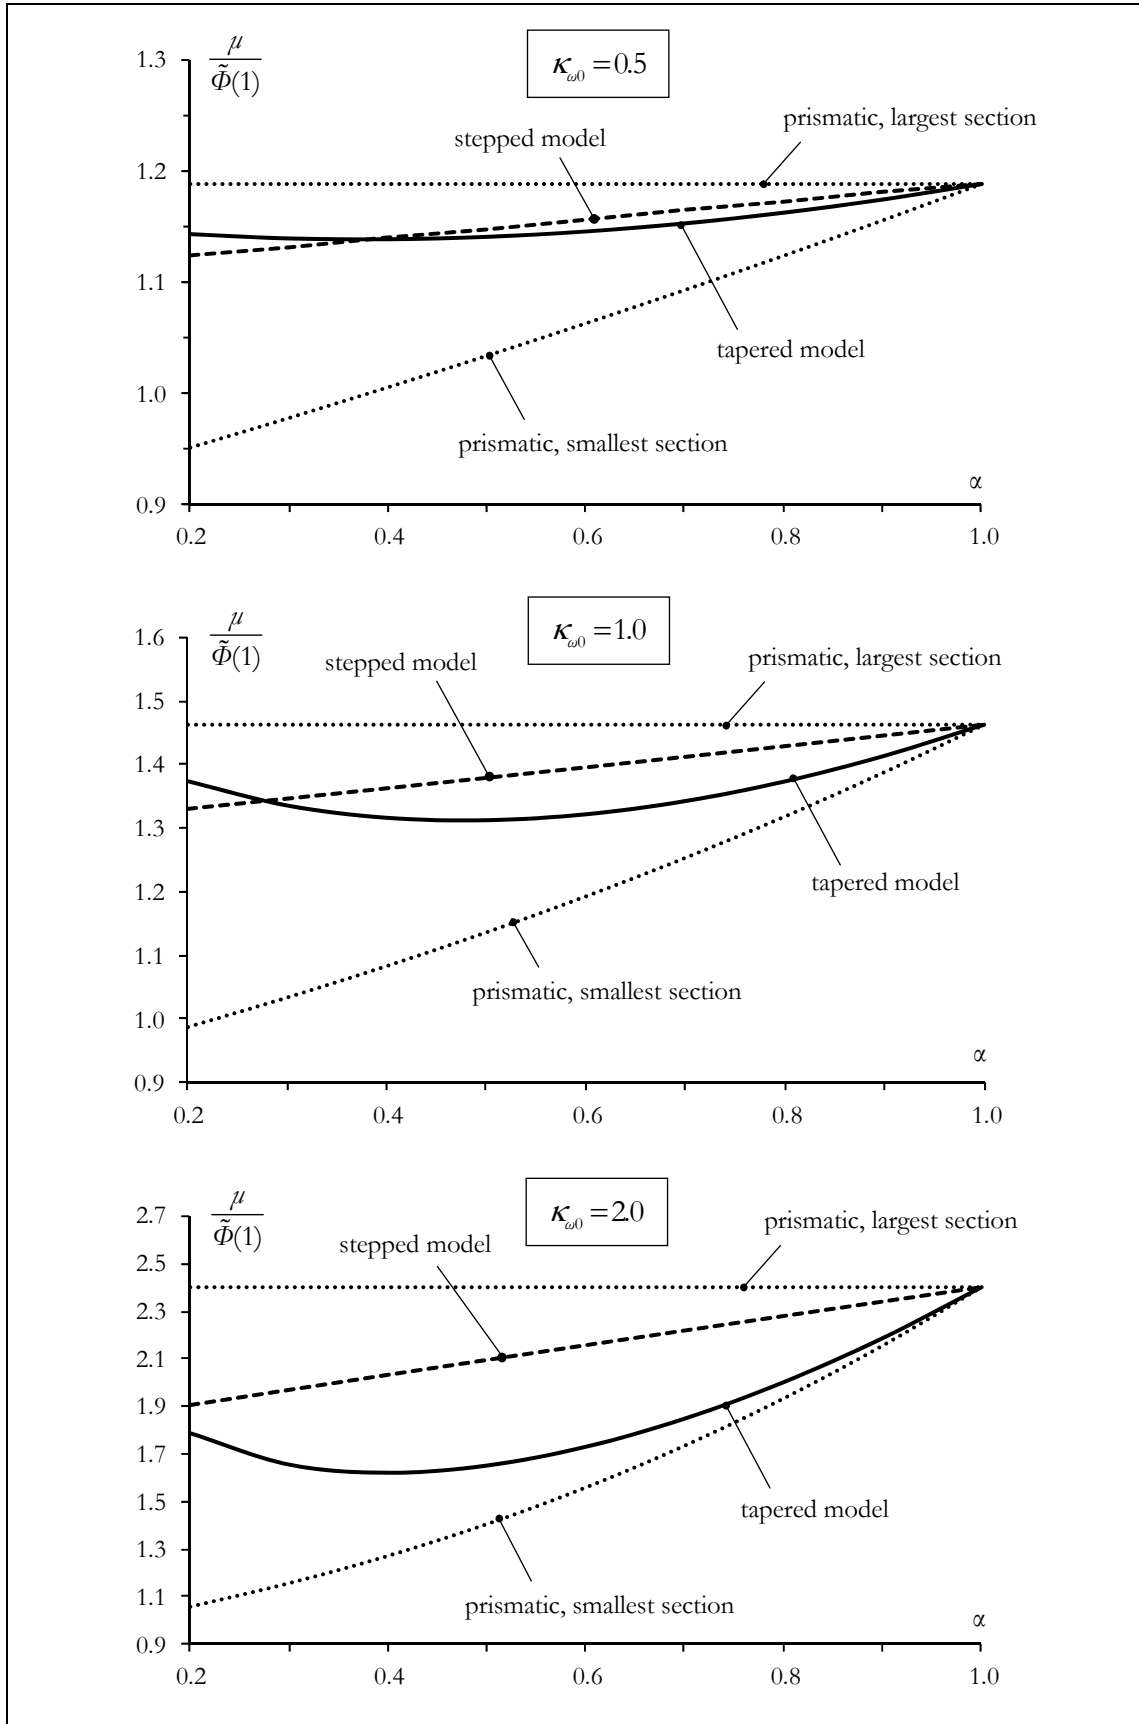 μ
Φ̃(1)
κω0 = 0.5
1.3
prismatic, largest section
stepped model
1.2
1.1
tapered model
1.0
prismatic, smallest section
α
0.9
0.2 0.4 0.6 0.8 1.0
μ
Φ̃(1)
κω0 = 1.0
1.6
stepped model
prismatic, largest section
1.5
1.4
1.3
1.2
tapered model
1.1
prismatic, smallest section
1.0
α
0.9
0.2 0.4 0.6 0.8 1.0
μ
Φ̃(1)
κω0 = 2.0
2.7
prismatic, largest section
stepped model
2.5
2.3
2.1
1.9
1.7
1.5
tapered model
1.3
1.1
prismatic, smallest section
α
0.9
0.2 0.4 0.6 0.8 1.0